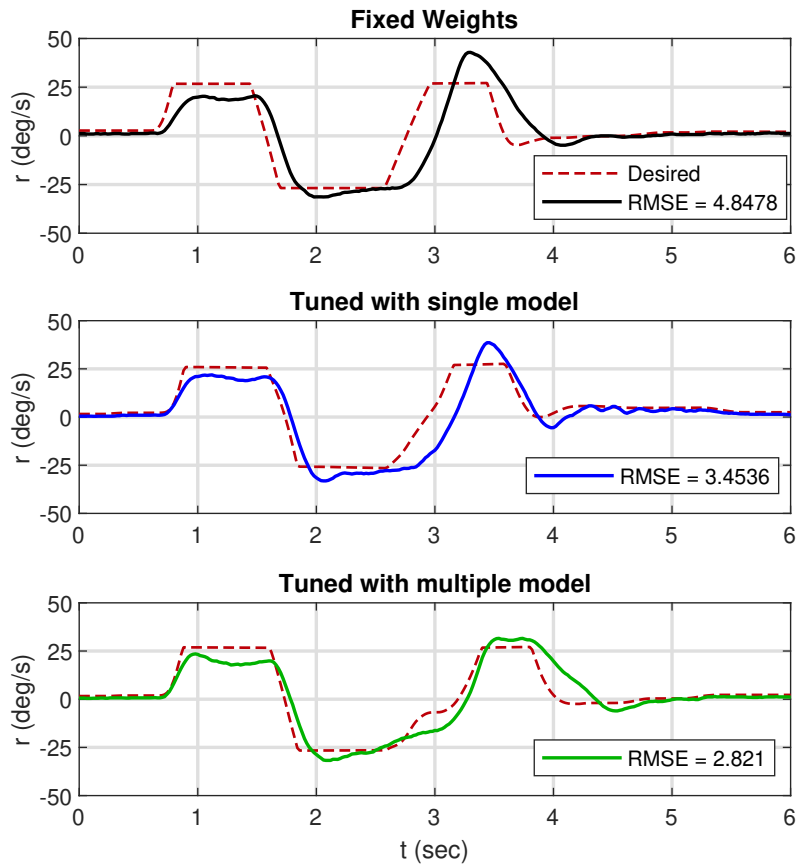 Fixed Weights
50
25
0
-25
-50
r (deg/s)
Desired
RMSE = 4.8478
0 1 2 3 4 5 6
Tuned with single model
50
25
0
-25
-50
r (deg/s)
RMSE = 3.4536
0 1 2 3 4 5 6
Tuned with multiple model
50
25
0
-25
-50
r (deg/s)
RMSE = 2.821
0 1 2 3 4 5 6
t (sec)